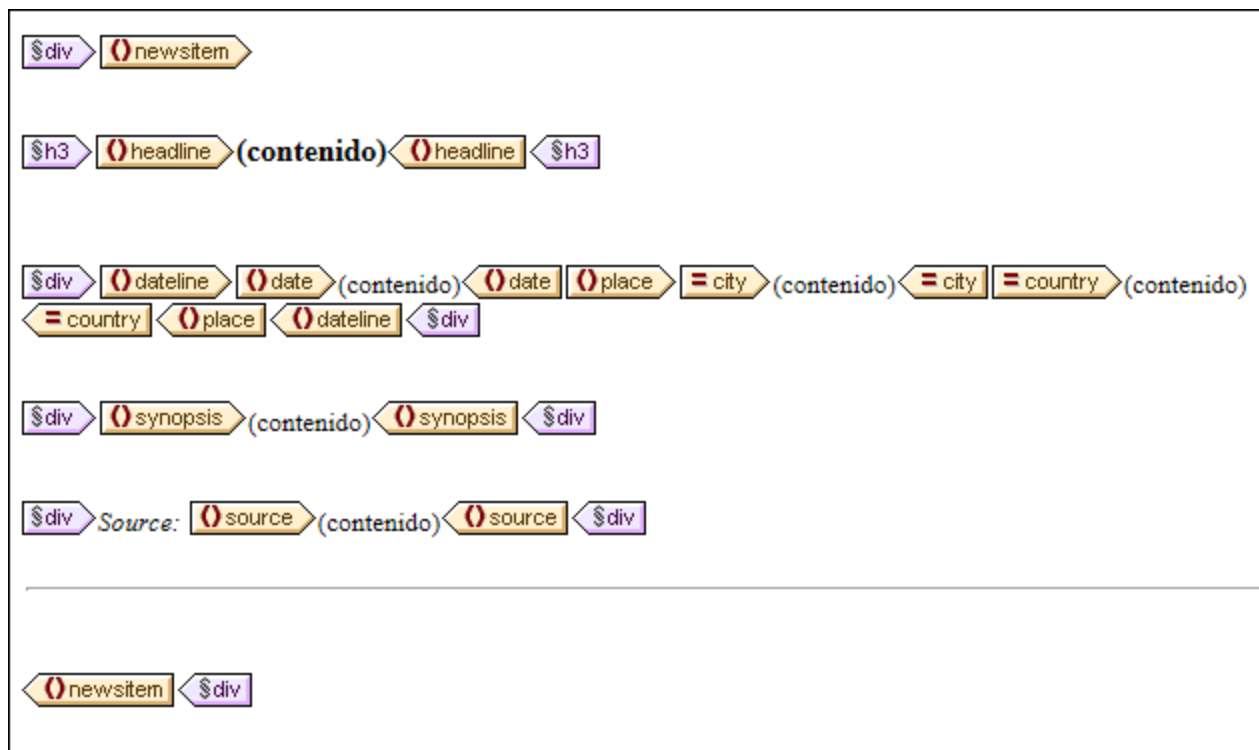 §div ()newsitem
§h3 ()headline (contenido) ()headline §h3
§div ()dateline ()date (contenido) ()date ()place =city (contenido) =city =country (contenido)
=country ()place ()dateline §div
§div ()synopsis (contenido) ()synopsis §div
§div Source: ()source (contenido) ()source §div
()newsitem §div